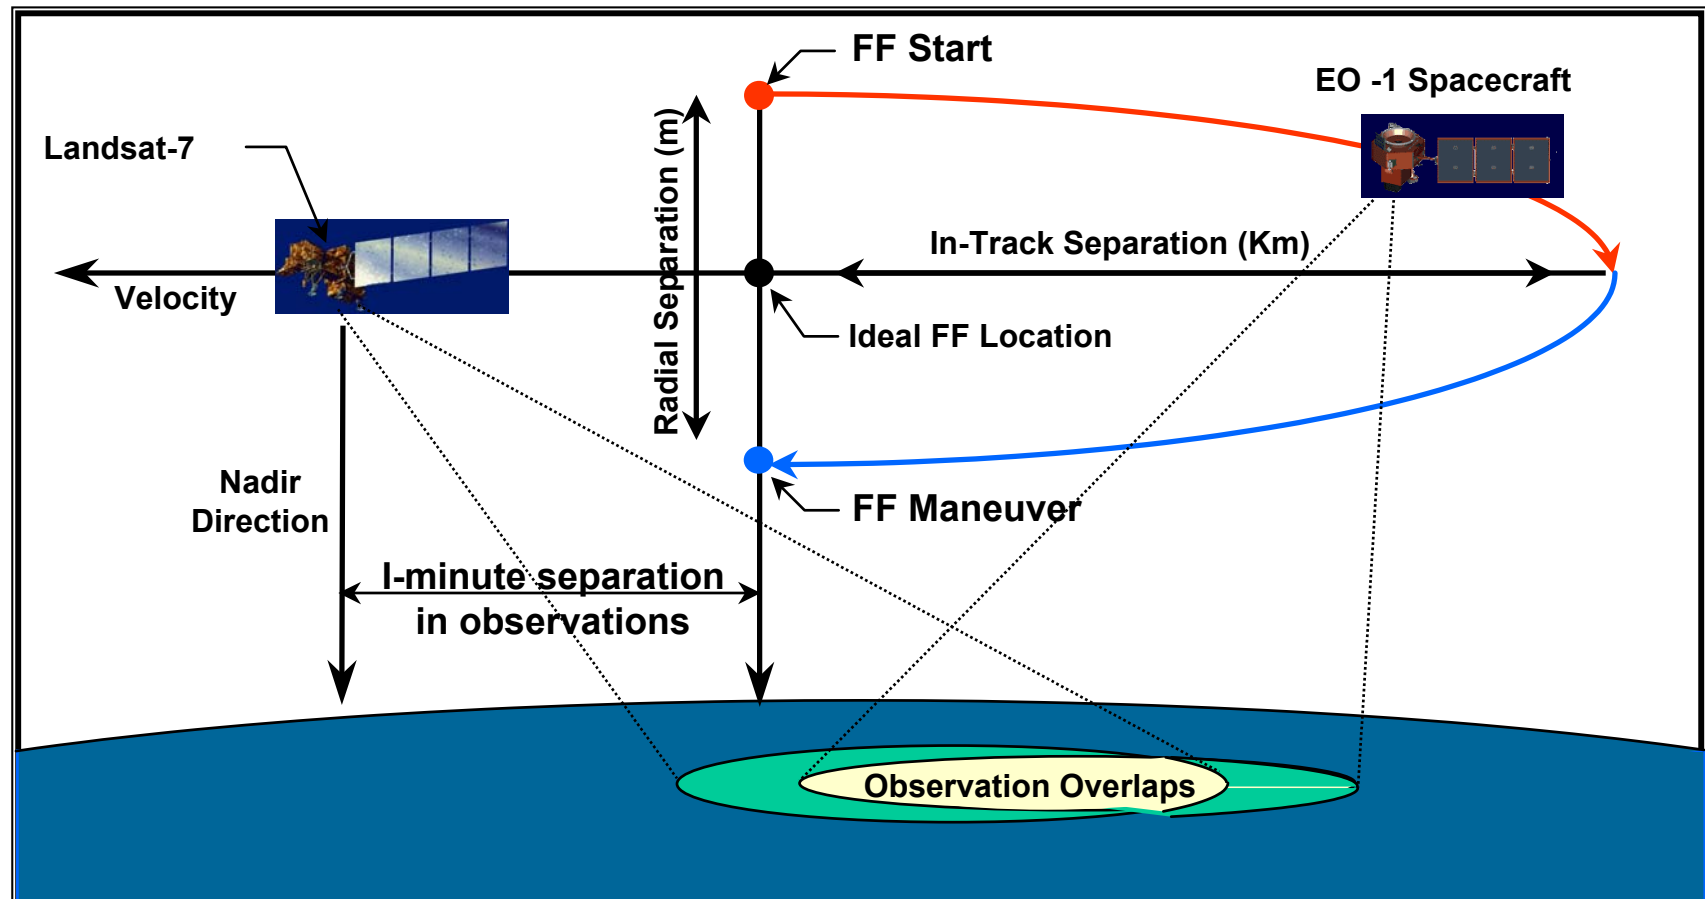 FF Start
EO -1 Spacecraft
Landsat-7
Radial Separation (m)
In-Track Separation (Km)
Velocity
Ideal FF Location
Nadir
Direction
FF Maneuver
I-minute separation
in observations
Observation Overlaps